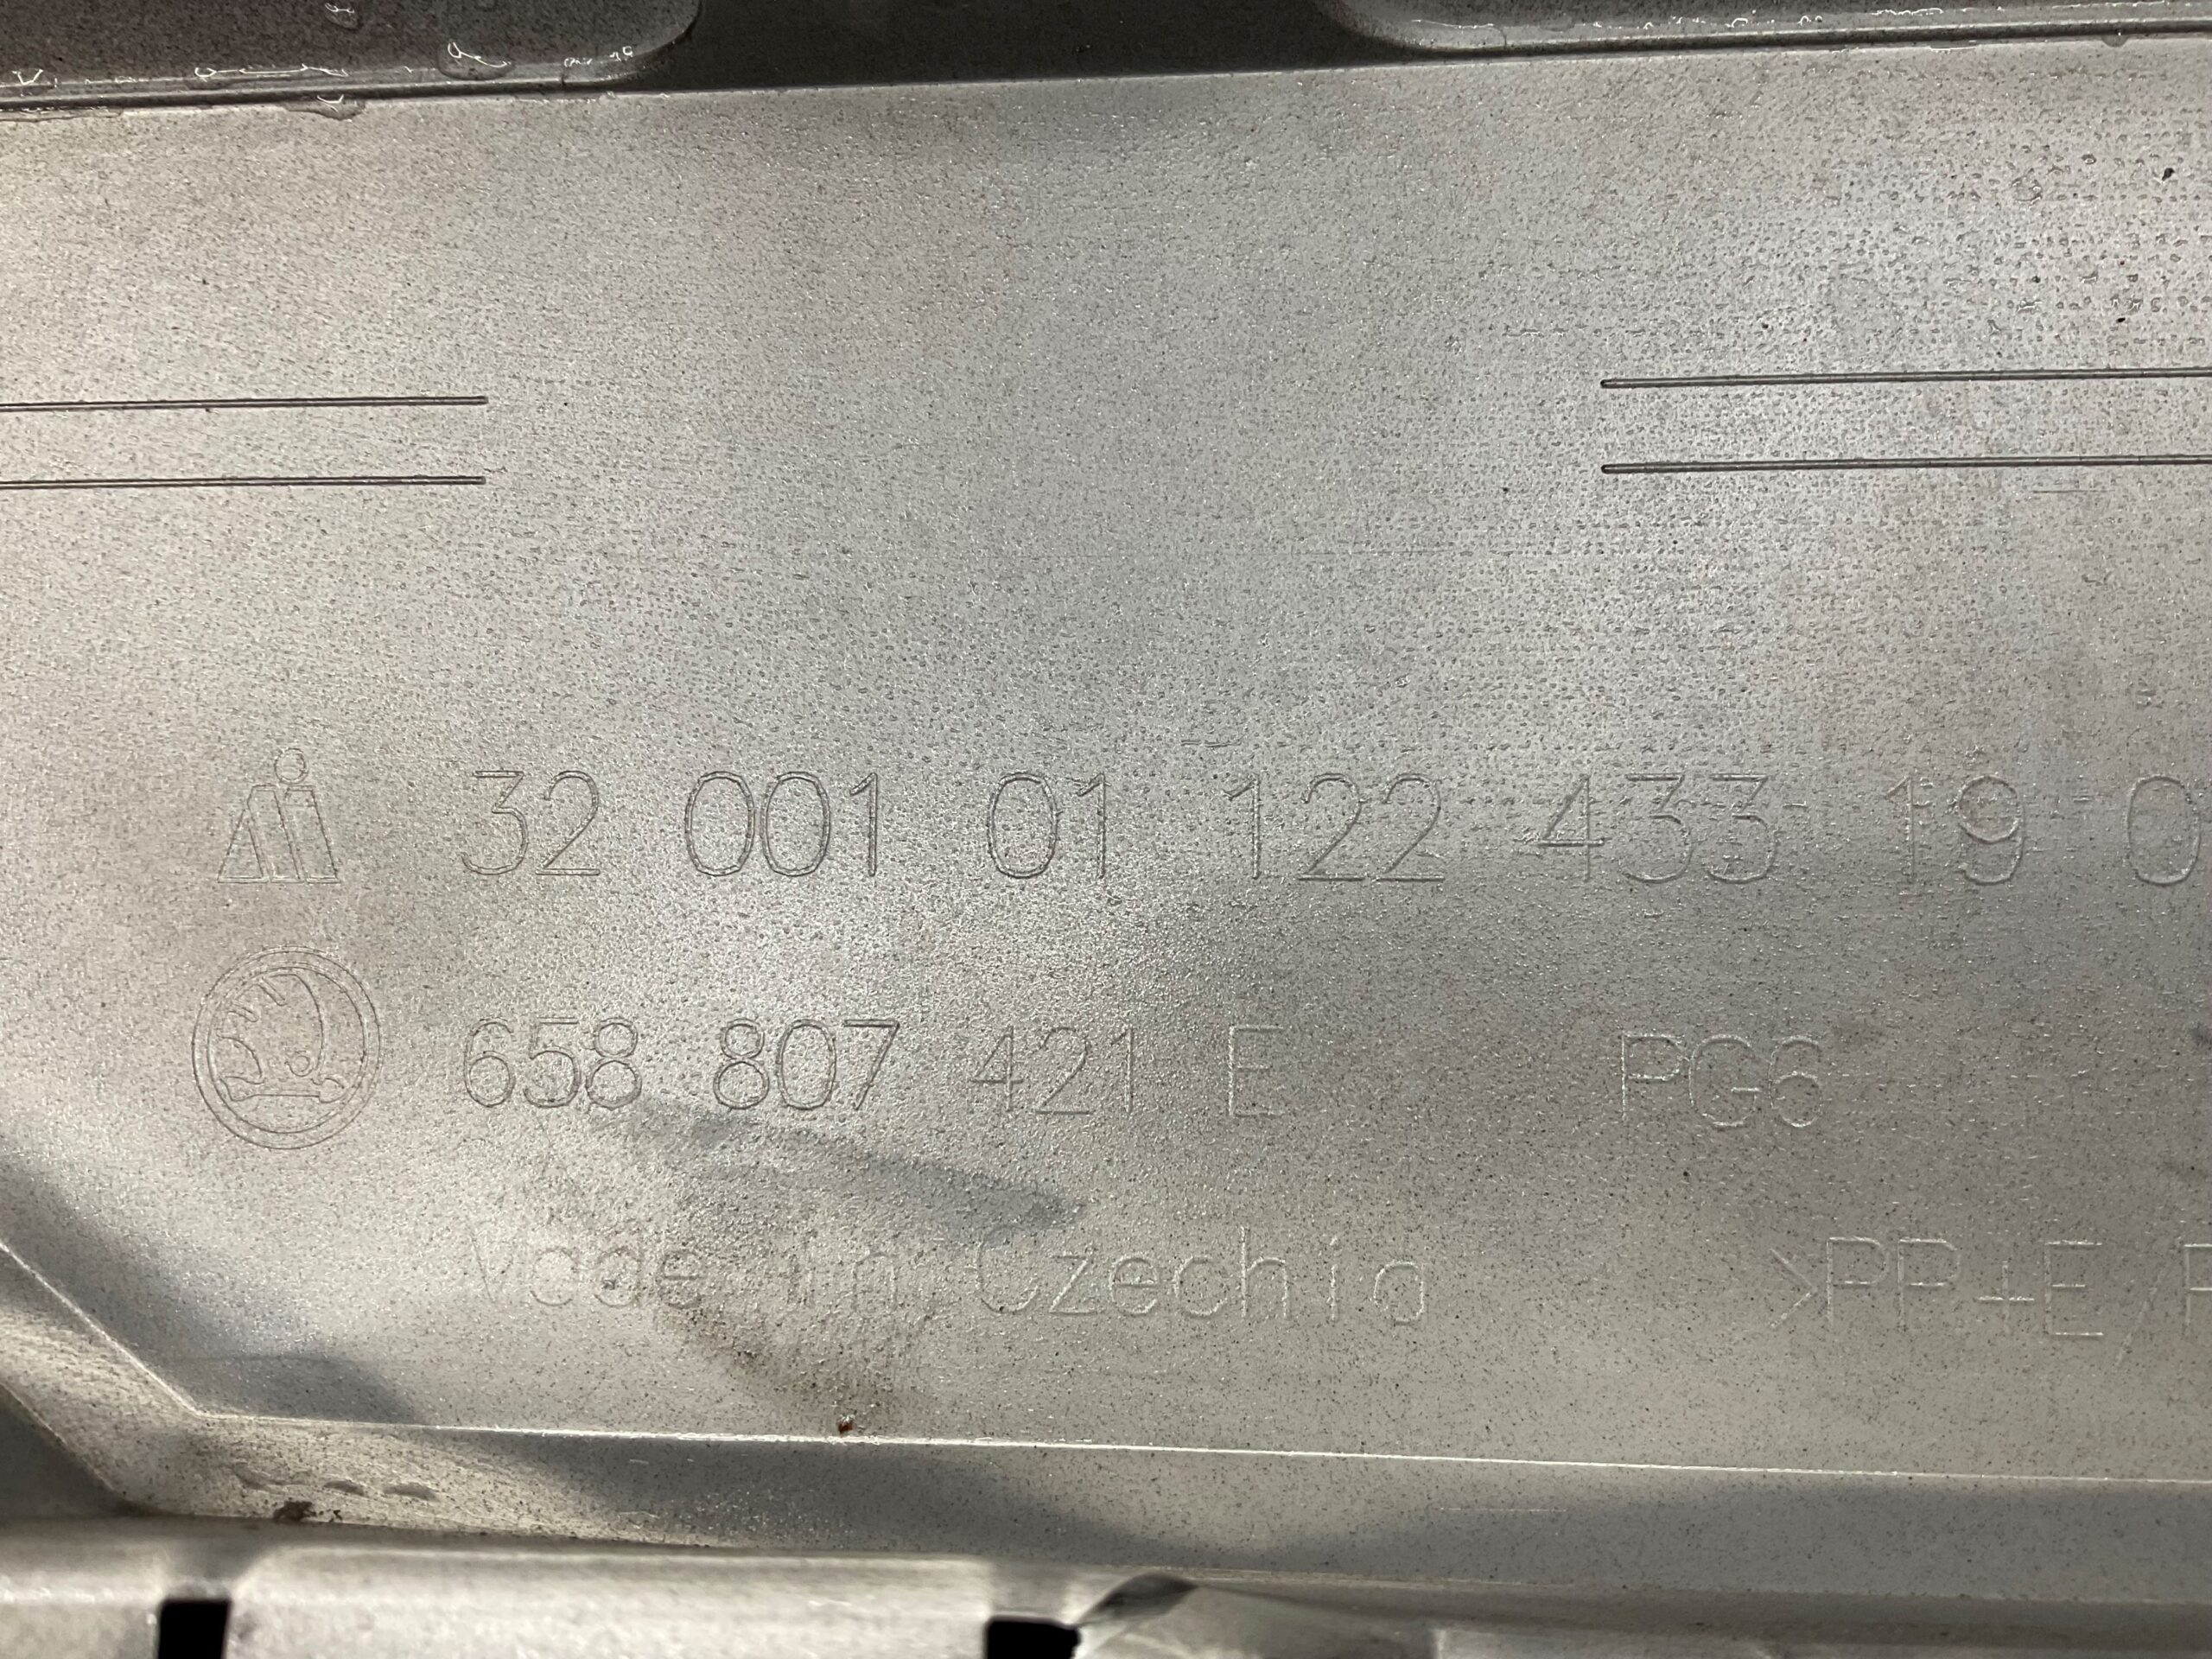 32 001 01 122 433 19 0
658 807 421 E PG6
Made in Czechia >PP+E/P